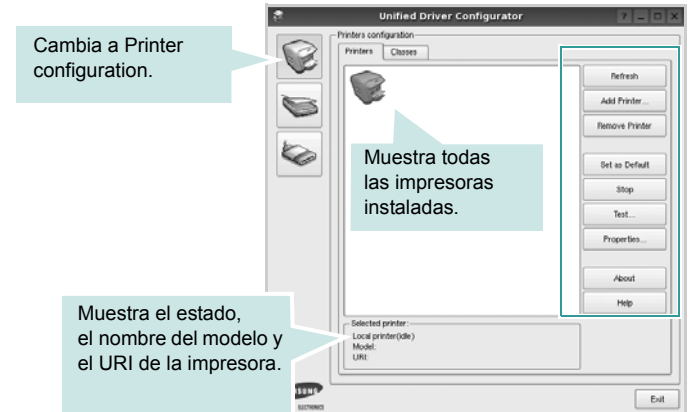 Unified Driver Configurator
Cambia a Printer
configuration.
Printers configuration
Printers
Classes
Refresh
Add Printer...
Remove Printer
Set as Default
Stop
Test...
Properties...
About
Help
Muestra todas
las impresoras
instaladas.
Muestra el estado,
el nombre del modelo y
el URI de la impresora.
Selected printer:
Local printer(idle)
Model:
URI:
ELECTRONICS
Exit